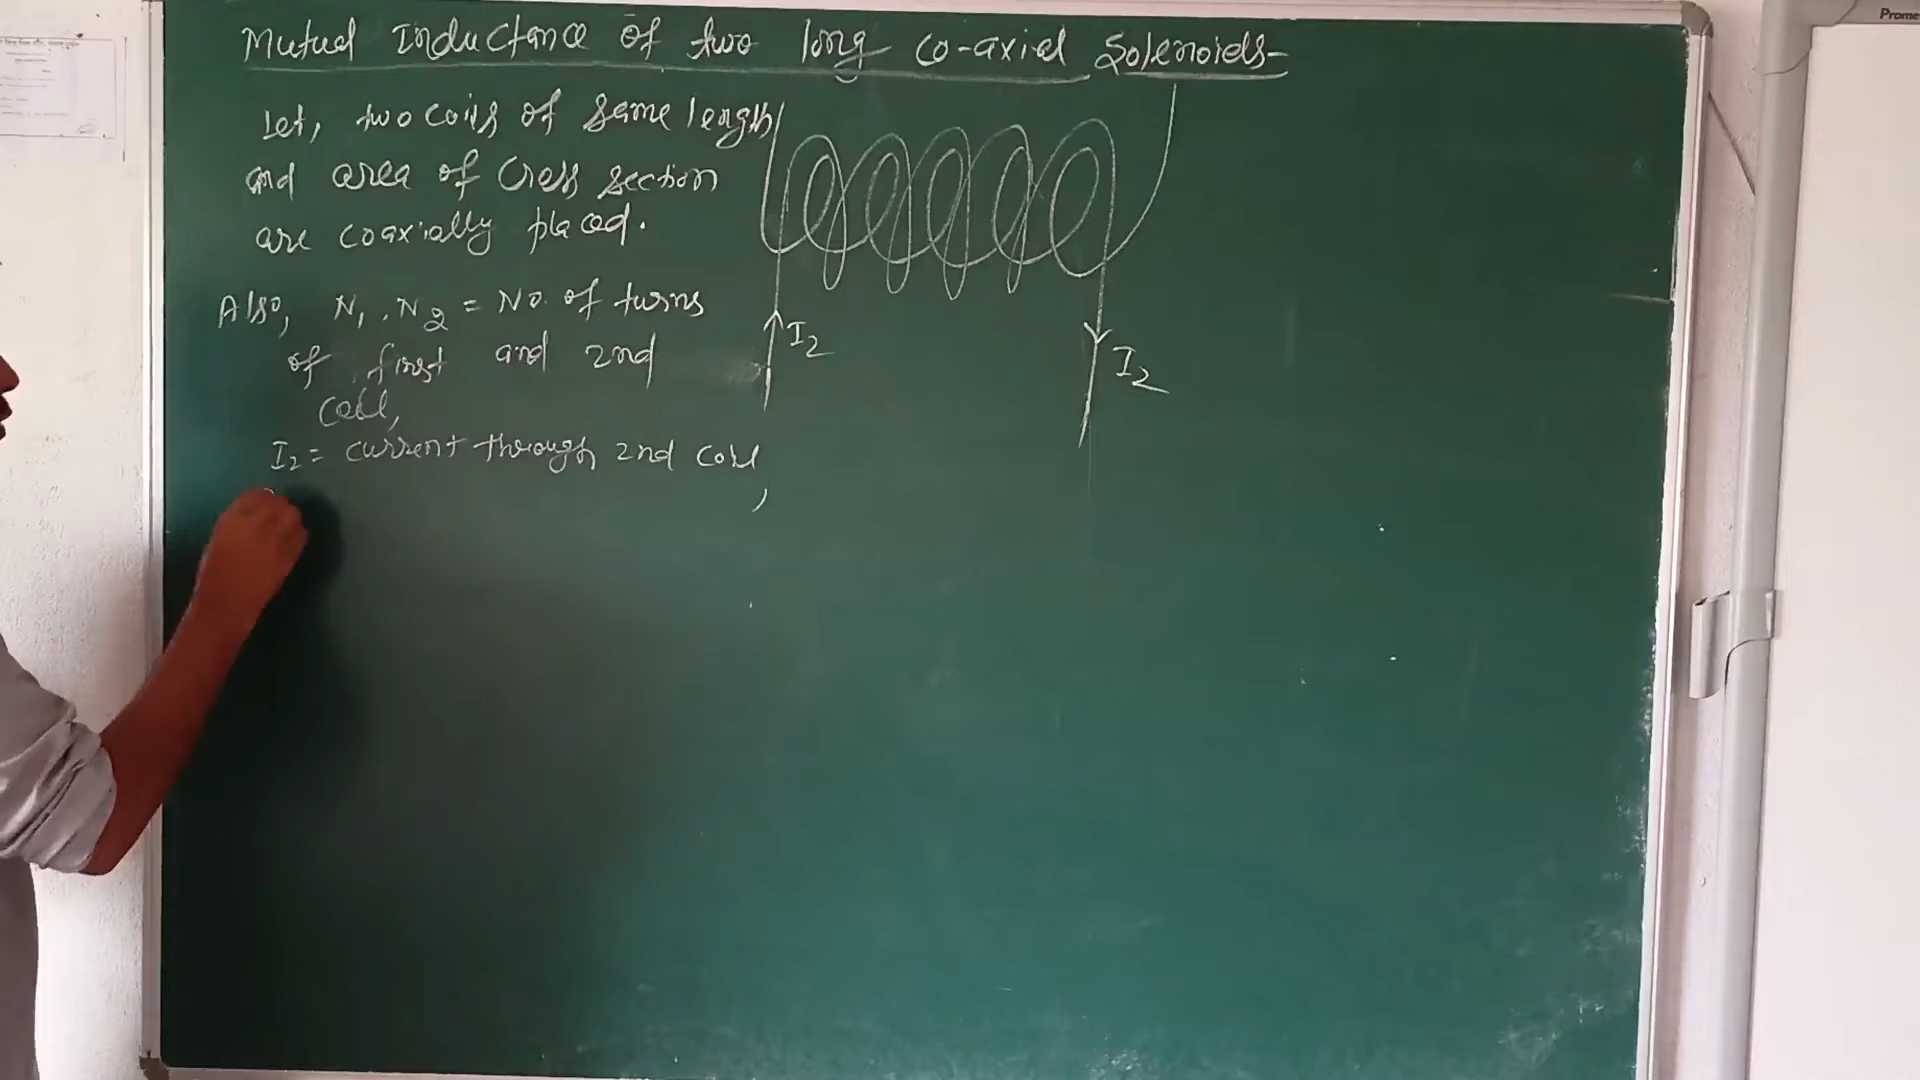 Mutual Inductance of two long co-axial Solenoids-
Let, two coils of same length
and area of Cross section
are coaxially placed.
Also, N1, N2 = No. of turns
of first and 2nd
coil,
I2 = current through 2nd coil,
I2
I2
Prome